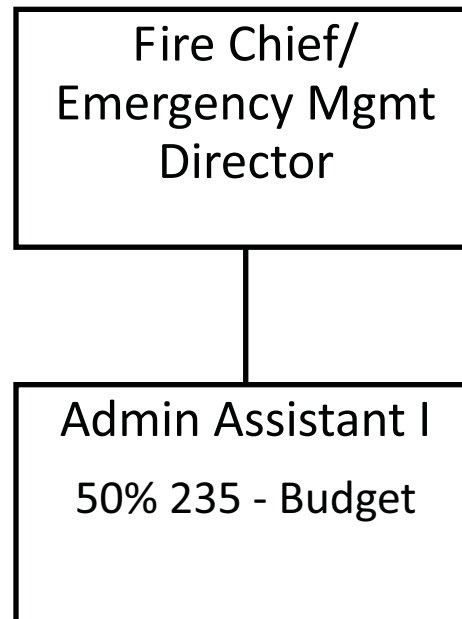 Fire Chief/
Emergency Mgmt
Director
Admin Assistant I
50% 235 - Budget